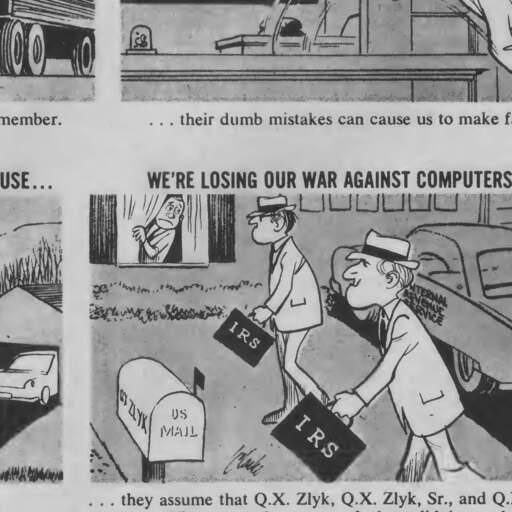 member.
. . . their dumb mistakes can cause us to make f
USE...
WE'RE LOSING OUR WAR AGAINST COMPUTERS
INTERNAL
REVENUE
SERVICE
IRS
IRS
QX ZLYK
US
MAIL
. . . they assume that Q.X. Zlyk, Q.X. Zlyk, Sr., and Q.